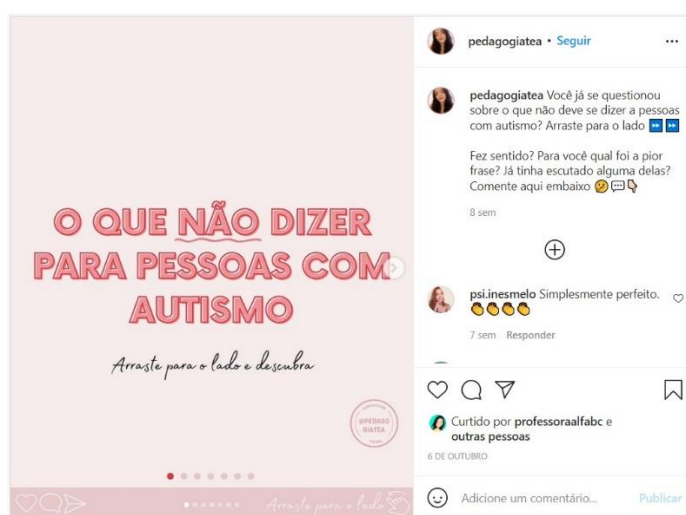 O QUE NÃO DIZER
PARA PESSOAS COM
AUTISMO
Arraste para o lado e descubra
@PEDAGO
GIATEA
Arraste para o lado
pedagogiatea • Seguir
pedagogiatea Você já se questionou
sobre o que não deve se dizer a pessoas
com autismo? Arraste para o lado
Fez sentido? Para você qual foi a pior
frase? Já tinha escutado alguma delas?
Comente aqui embaixo
8 sem
psi.inesmelo Simplesmente perfeito.
7 sem Responder
Curtido por professoraalfabc e
outras pessoas
6 DE OUTUBRO
Adicione um comentário... Publicar